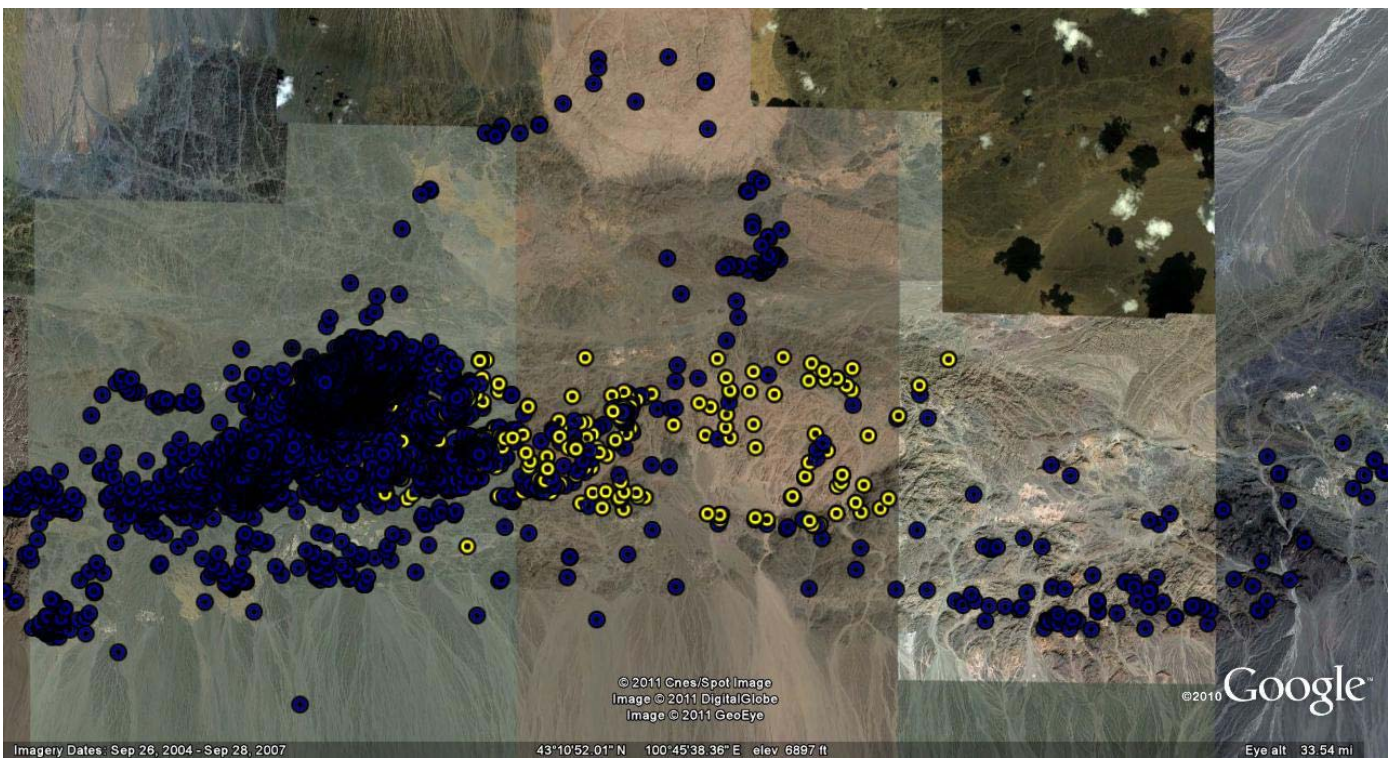 © 2011 Cnes/Spot Image
Image © 2011 DigitalGlobe
Image © 2011 GeoEye
©2010 Google™
Imagery Dates: Sep 26, 2004 - Sep 28, 2007 43°10'52.01" N 100°45'38.36" E elev 6897 ft Eye alt 33.54 mi